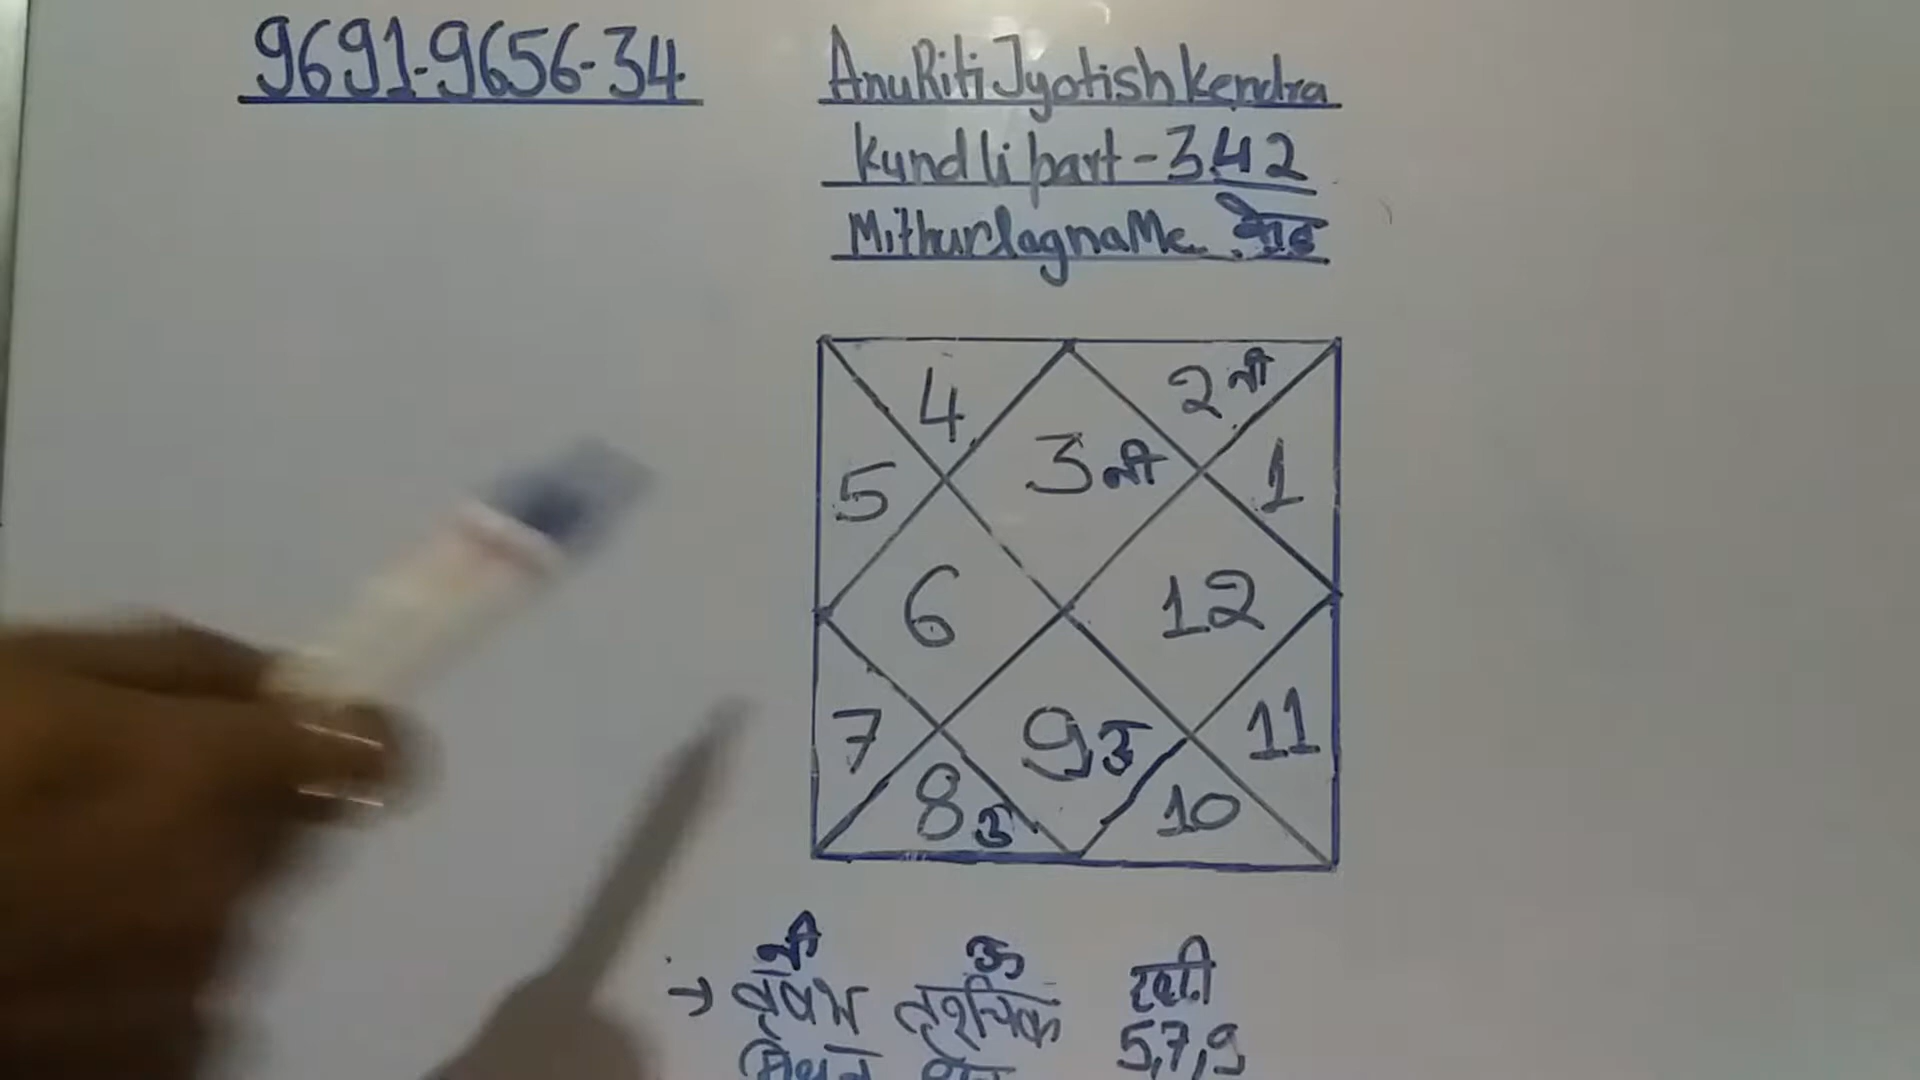 9691-9656-34
AnuRiti Jyotish Kendra
Kundli part-342
Mithun lagna Me केतु
4
2 नी
3 नी
5
1
6
12
7
9 उ
11
8 उ
10
नी उ
→ वृषभ वृश्चिक दृष्टि
मिथुन धनु 5,7,9